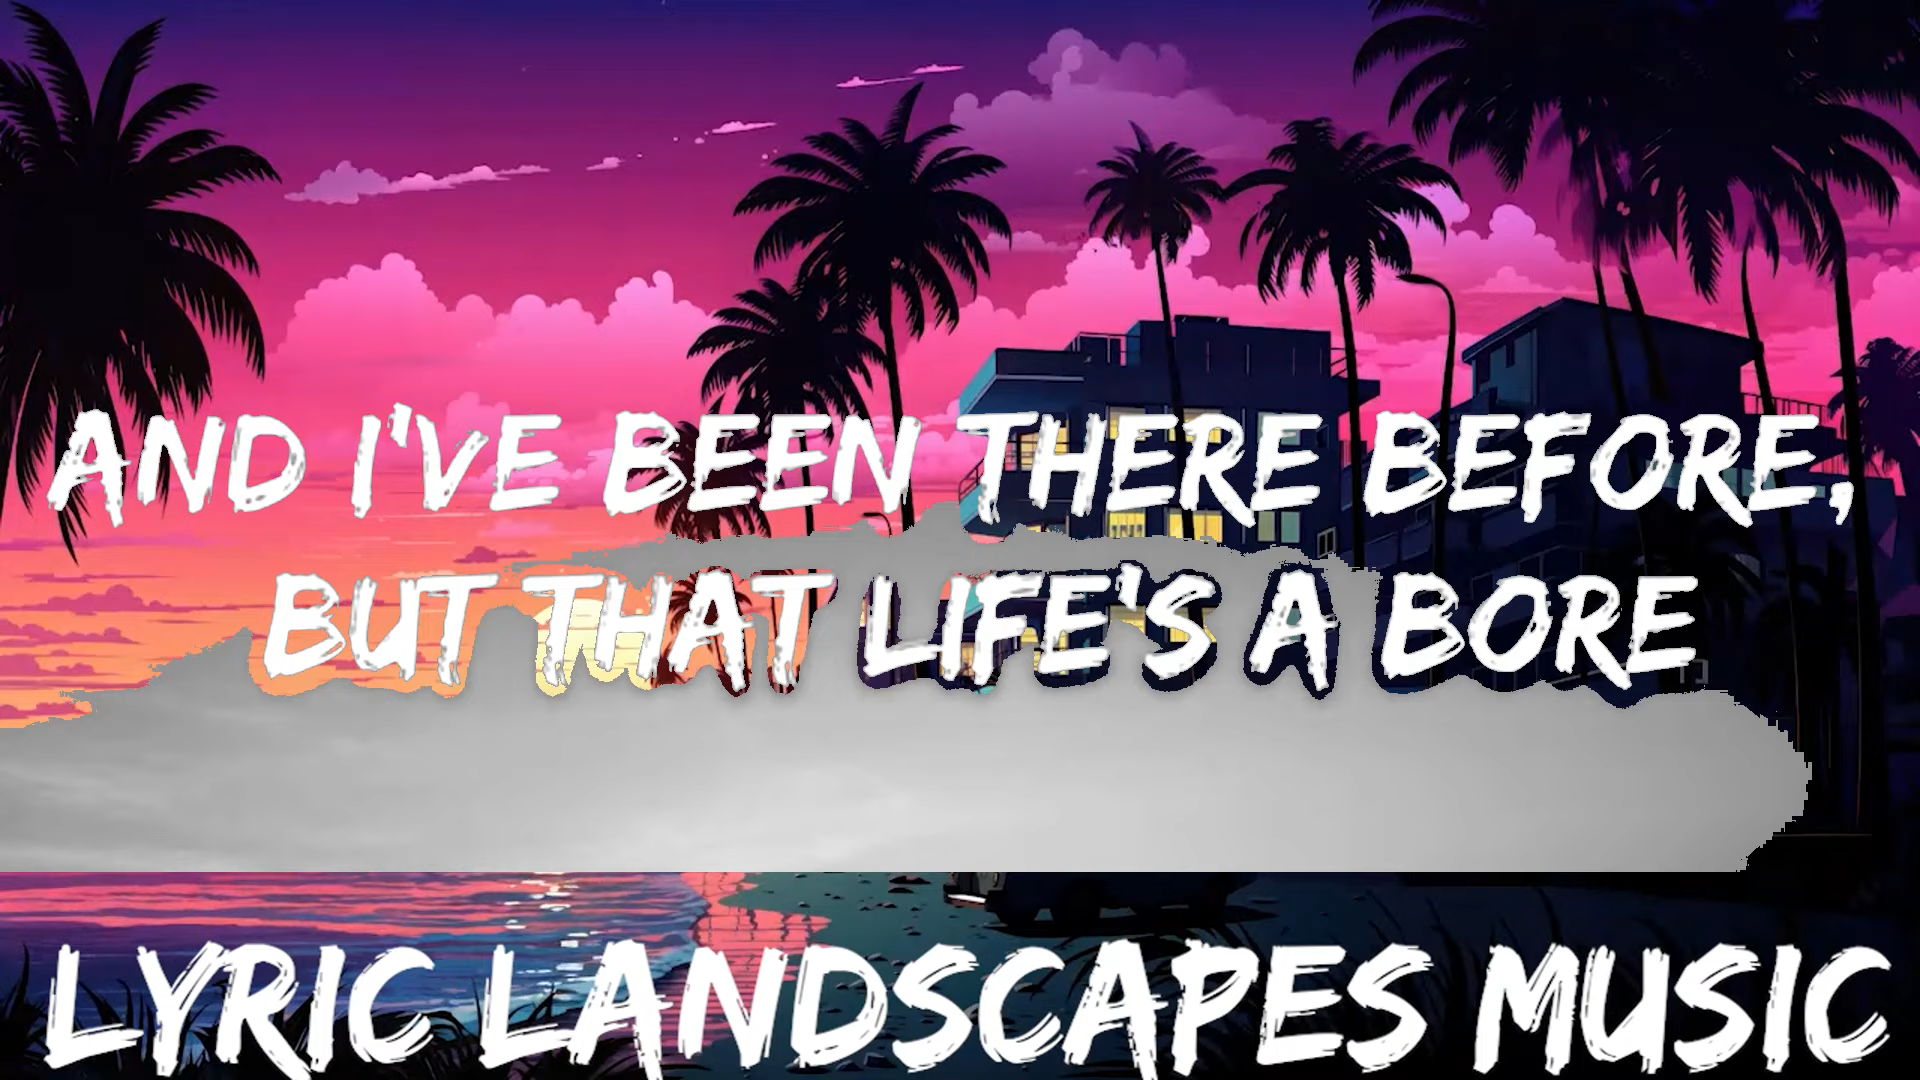 AND I'VE BEEN THERE BEFORE,
BUT THAT LIFE'S A BORE
LYRIC LANDSCAPES MUSIC